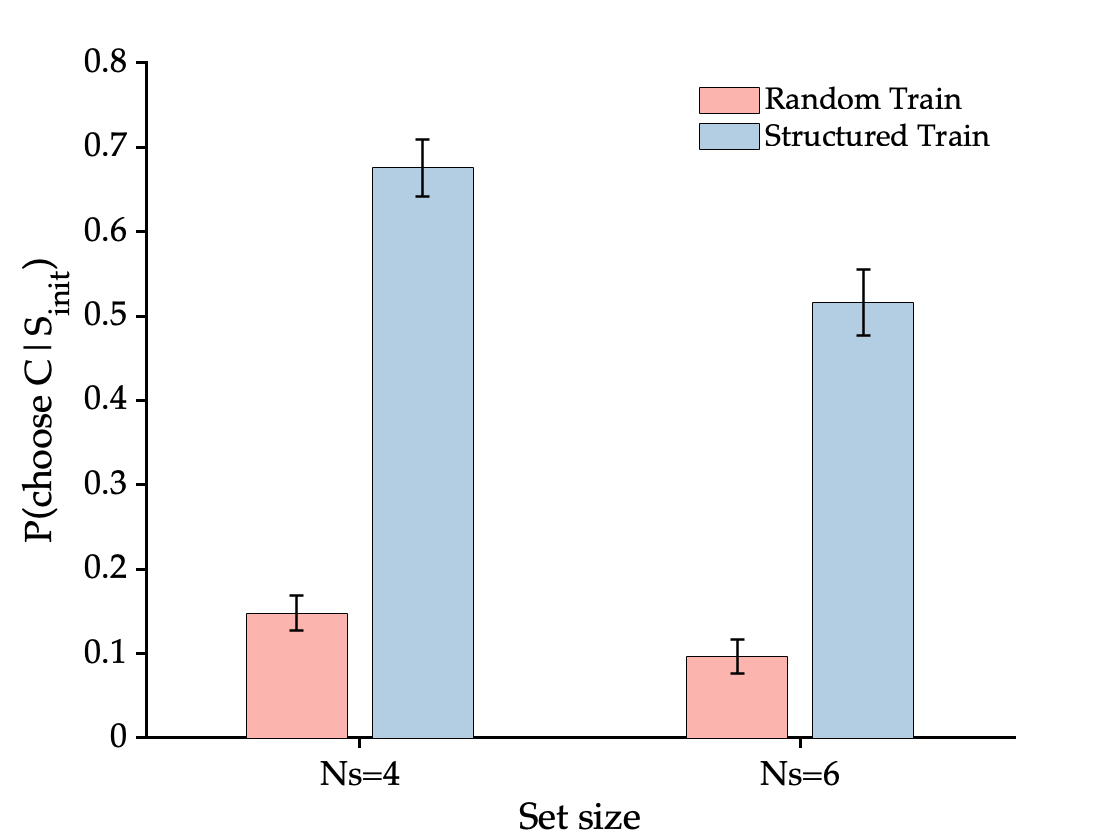 0.8
0.7
0.6
0.5
0.4
0.3
0.2
0.1
0
P(choose C|S_init)
Random Train
Structured Train
Ns=4
Ns=6
Set size